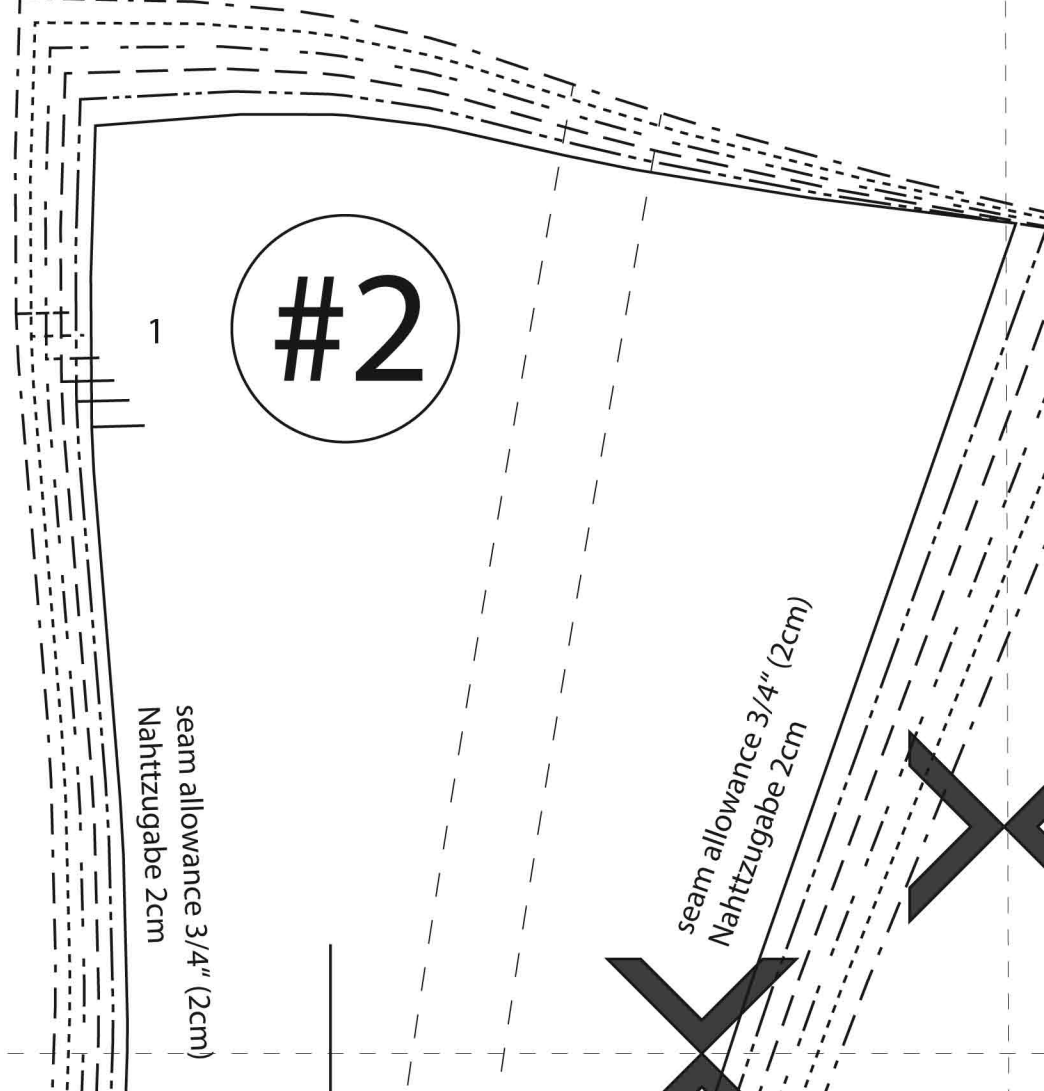 #2
1
seam allowance 3/4" (2cm)
Nahttzugabe 2cm
seam allowance 3/4" (2cm)
Nahttzugabe 2cm